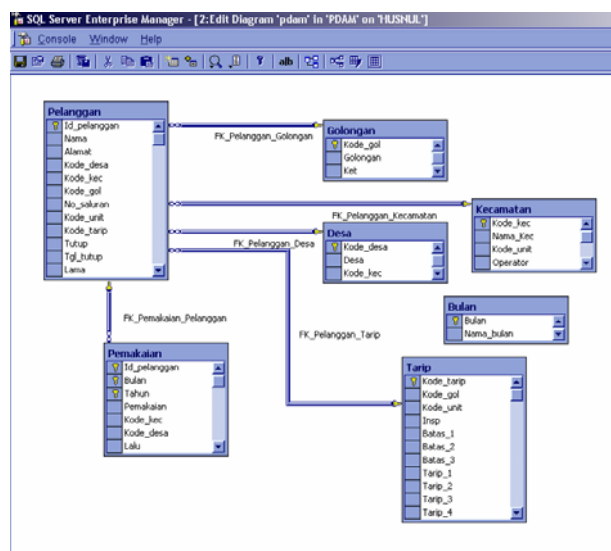 SQL Server Enterprise Manager - [2:Edit Diagram 'pdam' in 'PDAM' on 'HUSNUL']
Console Window Help
alb
Pelanggan
Id_pelanggan
Nama
Alamat
Kode_desa
Kode_kec
Kode_gol
No_saluran
Kode_unit
Kode_tarip
Tutup
Tgl_tutup
Lama
FK_Pelanggan_Golongan
Golongan
Kode_gol
Golongan
Ket
FK_Pelanggan_Kecamatan
Kecamatan
Kode_kec
Nama_Kec
Kode_unit
Operator
FK_Pelanggan_Desa
Desa
Kode_desa
Desa
Kode_kec
Bulan
Bulan
Nama_bulan
FK_Pemakaian_Pelanggan
FK_Pelanggan_Tarip
Pemakaian
Id_pelanggan
Bulan
Tahun
Pemakaian
Kode_kec
Kode_desa
Lalu
Tarip
Kode_tarip
Kode_gol
Kode_unit
Insp
Batas_1
Batas_2
Batas_3
Tarip_1
Tarip_2
Tarip_3
Tarip_4